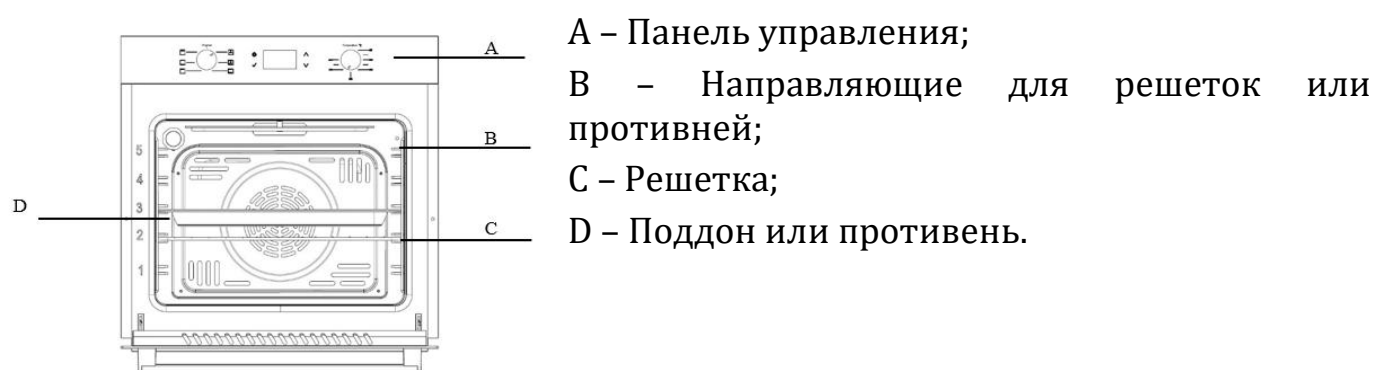 A – Панель управления;
B – Направляющие для решеток или
противней;
C – Решетка;
D – Поддон или противень.
A
B
C
D
5
4
3
2
1